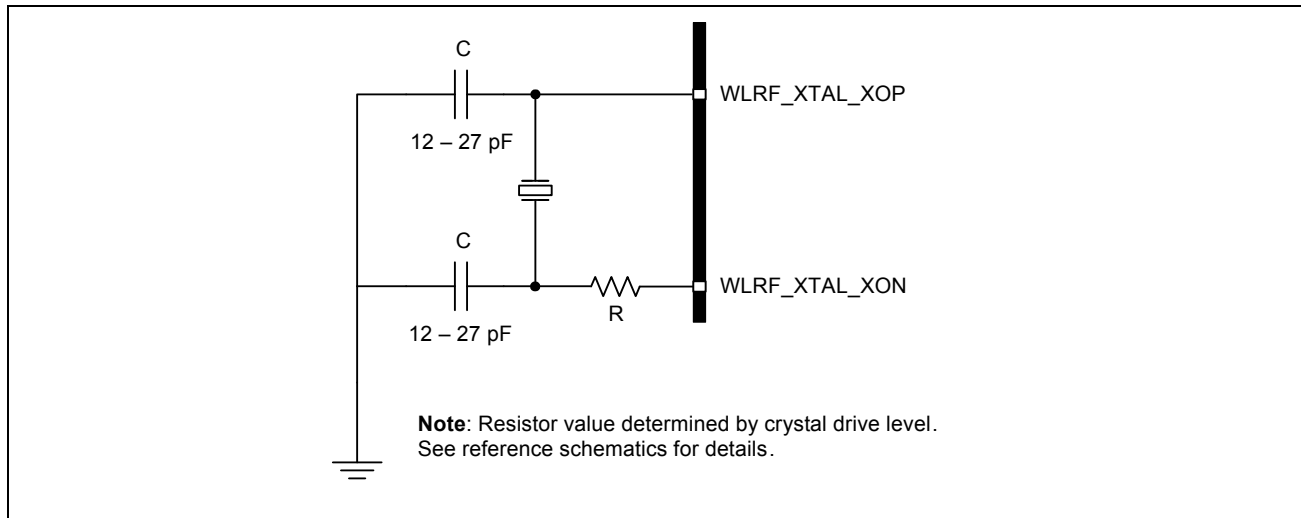 C
WLRF_XTAL_XOP
12 – 27 pF
C
WLRF_XTAL_XON
R
12 – 27 pF
Note: Resistor value determined by crystal drive level.
See reference schematics for details.